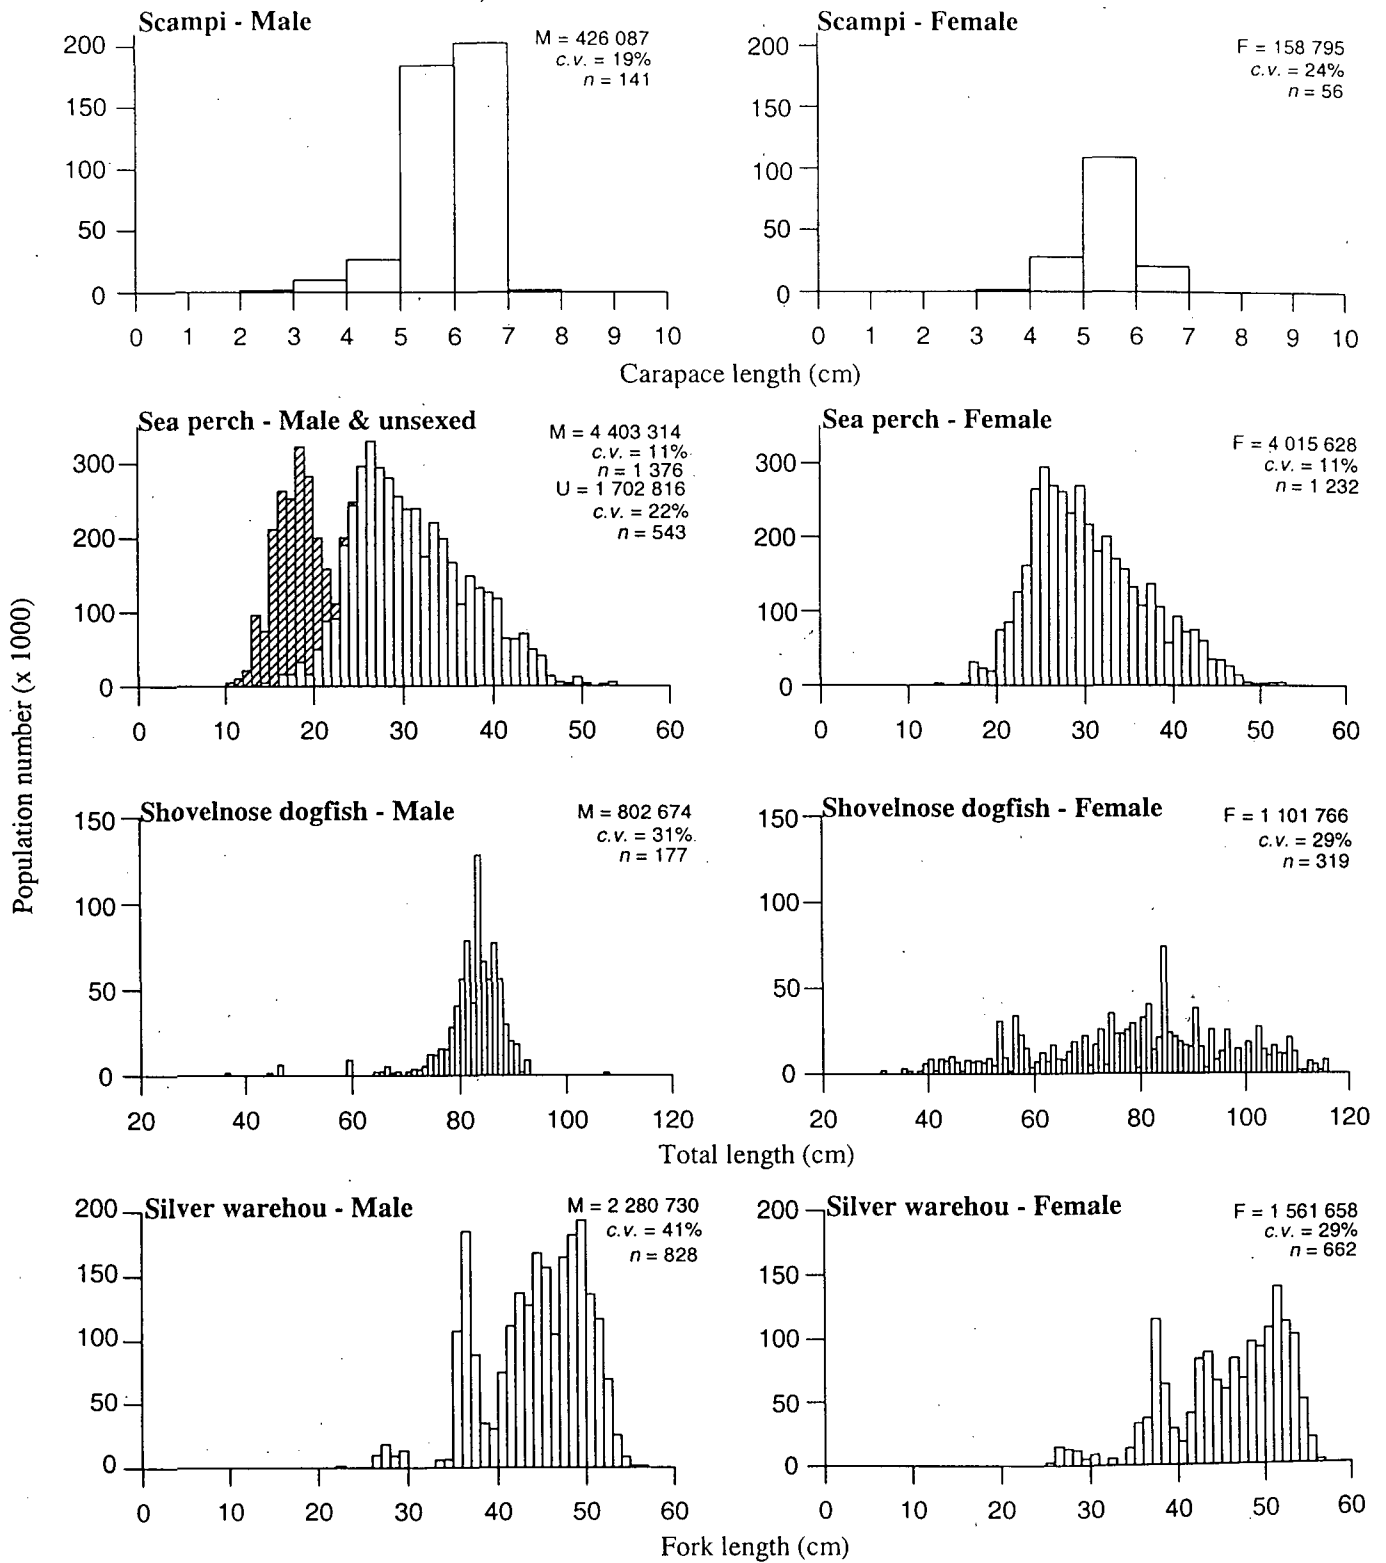 Scampi - Male
M = 426 087
c.v. = 19%
n = 141
200
150
100
50
0
0 1 2 3 4 5 6 7 8 9 10
Scampi - Female
F = 158 795
c.v. = 24%
n = 56
200
150
100
50
0
0 1 2 3 4 5 6 7 8 9 10
Carapace length (cm)
Population number (x 1000)
Sea perch - Male & unsexed
M = 4 403 314
c.v. = 11%
n = 1 376
U = 1 702 816
c.v. = 22%
n = 543
300
200
100
0
0 10 20 30 40 50 60
Sea perch - Female
F = 4 015 628
c.v. = 11%
n = 1 232
300
200
100
0
0 10 20 30 40 50 60
Shovelnose dogfish - Male
M = 802 674
c.v. = 31%
n = 177
150
100
50
0
20 40 60 80 100 120
Shovelnose dogfish - Female
F = 1 101 766
c.v. = 29%
n = 319
150
100
50
0
20 40 60 80 100 120
Total length (cm)
Silver warehou - Male
M = 2 280 730
c.v. = 41%
n = 828
200
150
100
50
0
0 10 20 30 40 50 60
Silver warehou - Female
F = 1 561 658
c.v. = 29%
n = 662
200
150
100
50
0
0 10 20 30 40 50 60
Fork length (cm)